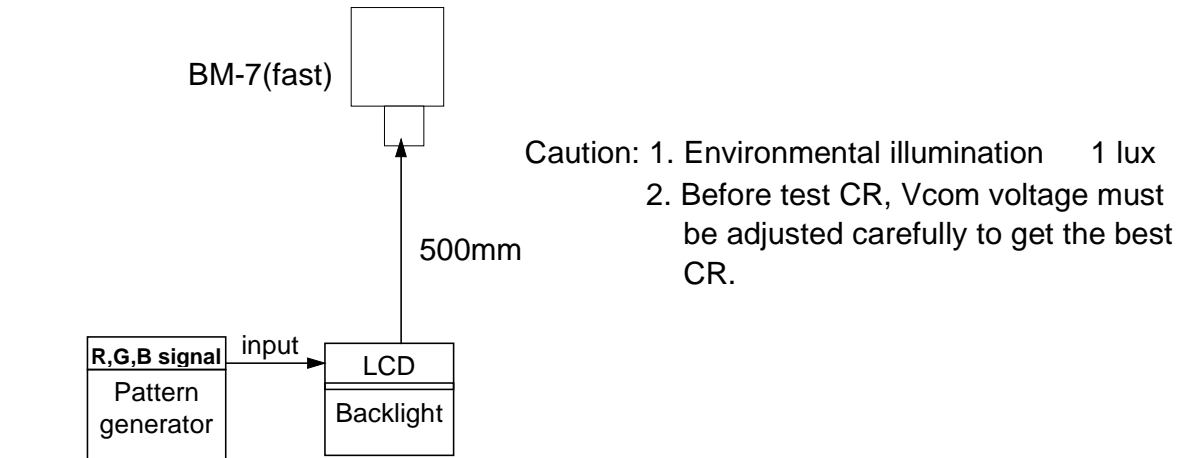 BM-7(fast)
Caution: 1. Environmental illumination 1 lux
2. Before test CR, Vcom voltage must
be adjusted carefully to get the best
CR.
500mm
R,G,B signal
input
LCD
Pattern
generator
Backlight